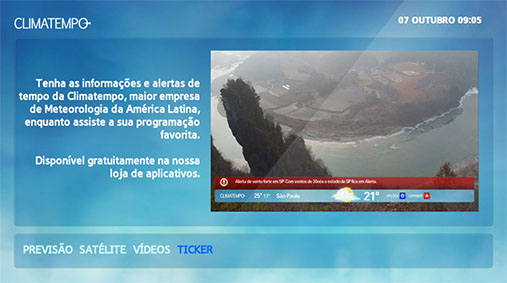 CLIMATEMPO
07 OUTUBRO 09:05
Tenha as informações e alertas de
tempo da Climatempo, maior empresa
de Meteorologia da América Latina,
enquanto assiste a sua programação
favorita.
Disponível gratuitamente na nossa
loja de aplicativos.
Alerta de vento forte em SP Com ventos de 30nós o estado de SP fica em Alerta.
CLIMATEMPO 25° 17° São Paulo 21°
PREVISÃO SATÉLITE VÍDEOS TICKER